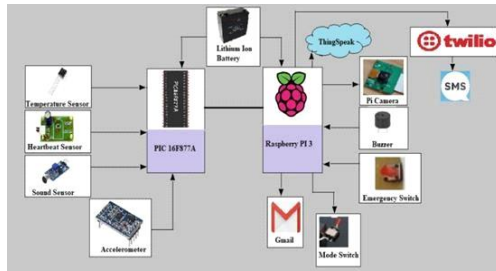 Lithium Ion
Battery
ThingSpeak
twilio
SMS
Temperature Sensor
Heartbeat Sensor
Sound Sensor
Accelerometer
PIC 16F877A
Raspberry PI 3
Pi Camera
Buzzer
Emergency Switch
Gmail
Mode Switch